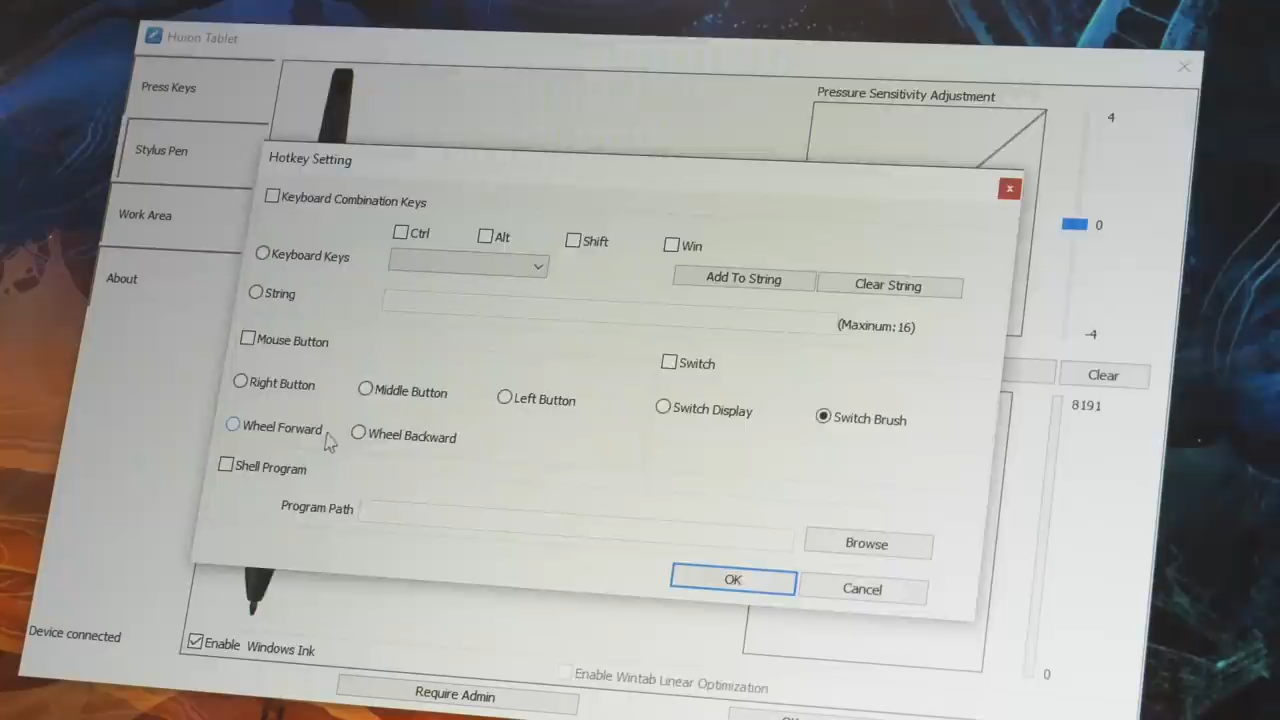 Huion Tablet
Press Keys
Stylus Pen
Work Area
About
Pressure Sensitivity Adjustment
4
0
-4
Clear
8191
0
Hotkey Setting
x
Keyboard Combination Keys
Ctrl Alt Shift Win
Keyboard Keys
Add To String Clear String
String
(Maxinum: 16)
Mouse Button
Switch
Right Button Middle Button Left Button Switch Display Switch Brush
Wheel Forward Wheel Backward
Shell Program
Program Path
Browse
OK Cancel
Device connected
Enable Windows Ink
Enable Wintab Linear Optimization
Require Admin